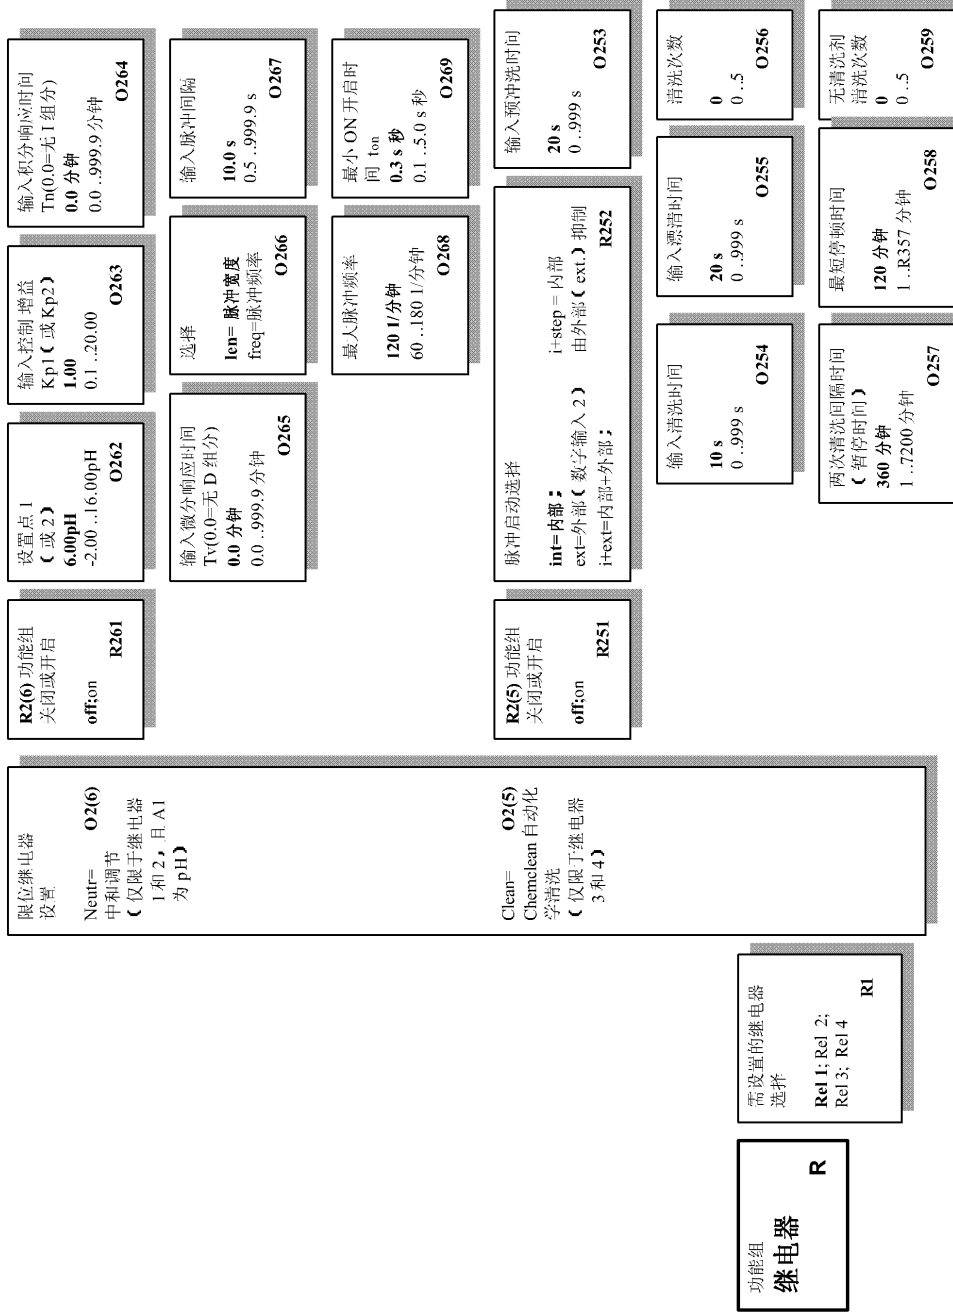 功能组
继电器
R
需设置的继电器
选择
Rel 1; Rel 2;
Rel 3; Rel 4
R1
限位继电器
设置
Neutr= O2(6)
中和调节
（仅限于继电器
1 和 2，且 A1
为 pH）
Clean= O2(5)
Chemclean 自动化
学清洗
（仅限于继电器
3 和 4）
R2(6) 功能组
关闭或开启
off;on
R261
设置点 1
（或 2）
6.00pH
-2.00 ..16.00pH
O262
输入控制 增益
Kp1（ 或 Kp2）
1.00
0.1 ..20.00
O263
输入积分响应时间
Tn(0.0=无 I 组分)
0.0 分钟
0.0 ..999.9 分钟
O264
输入微分响应时间
Tv(0.0=无 D 组分)
0.0 分钟
0.0 ..999.9 分钟
O265
选择
len= 脉冲宽度
freq=脉冲频率
O266
输入脉冲间隔
10.0 s
0.5 ..999.9 s
O267
最大脉冲频率
120 1/分钟
60 ..180 1/分钟
O268
最小 ON 开启时
间 ton
0.3 s 秒
0.1 ..5.0 s 秒
O269
R2(5) 功能组
关闭或开启
off;on
R251
脉冲启动选择
int=内部； i+step = 内部
ext=外部（ 数字输入 2） 由外部（ ext.）抑制
i+ext=内部+外部；
R252
输入预冲洗时间
20 s
0 ..999 s
O253
输入清洗时间
10 s
0 ..999 s
O254
输入漂清时间
20 s
0 ..999 s
O255
清洗次数
0
0 ..5
O256
两次清洗间隔时间
（ 暂停时间）
360 分钟
1 ..7200 分钟
O257
最短停顿时间
120 分钟
1 ..R357 分钟
O258
无清洗剂
清洗次数
0
0 ..5
O259